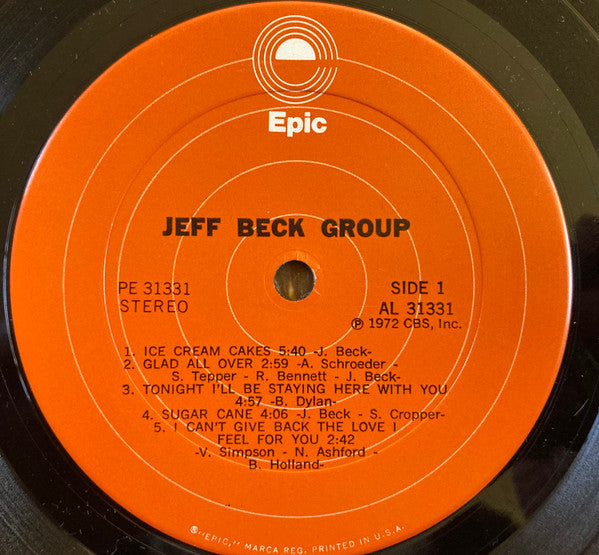 Epic
JEFF BECK GROUP
PE 31331
STEREO
SIDE 1
AL 31331
Ⓟ 1972 CBS, Inc.
1. ICE CREAM CAKES 5:40 -J. Beck-
2. GLAD ALL OVER 2:59 -A. Schroeder -
S. Tepper - R. Bennett - J. Beck-
3. TONIGHT I'LL BE STAYING HERE WITH YOU
4:57 -B. Dylan-
4. SUGAR CANE 4:06 -J. Beck - S. Cropper-
5. I CAN'T GIVE BACK THE LOVE I
FEEL FOR YOU 2:42
-V. Simpson - N. Ashford -
B. Holland-
®"EPIC," MARCA REG. PRINTED IN U.S.A.